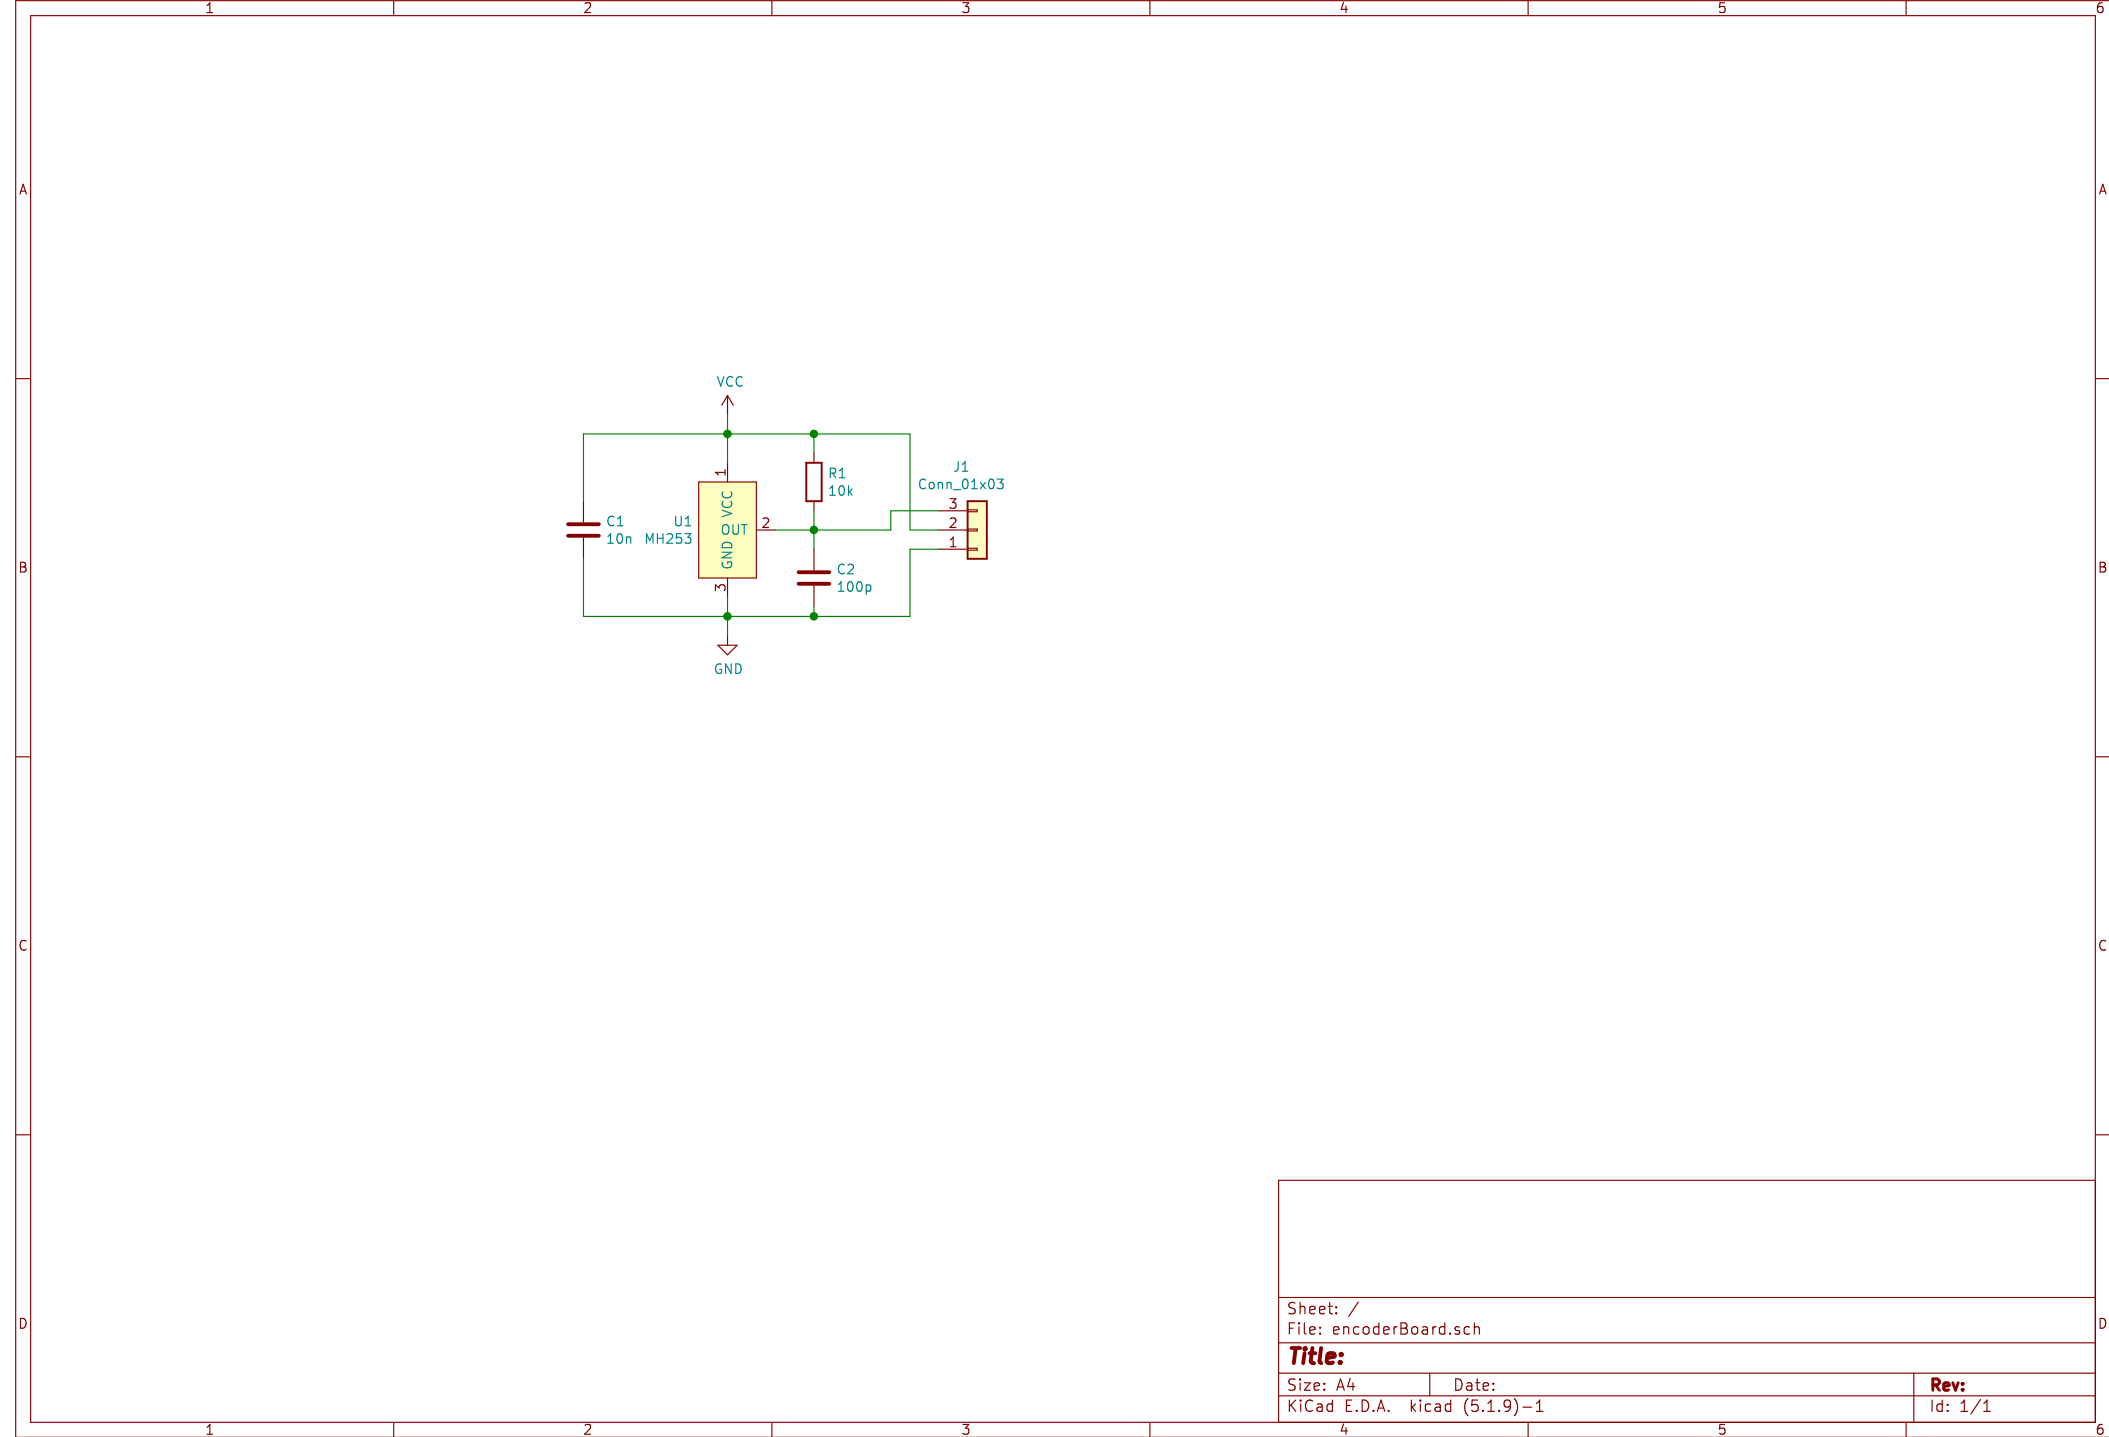 1 2 3 4 5 6
A A
VCC
J1
Conn_01x03
R1
10k
1
VCC
3
C1
10n
U1
MH253
OUT
2
2
GND
1
C2
100p
3
B B
GND
C C
Sheet: /
File: encoderBoard.sch
D D
Title:
Size: A4 Date: Rev:
KiCad E.D.A. kicad (5.1.9)-1 Id: 1/1
1 2 3 4 5 6